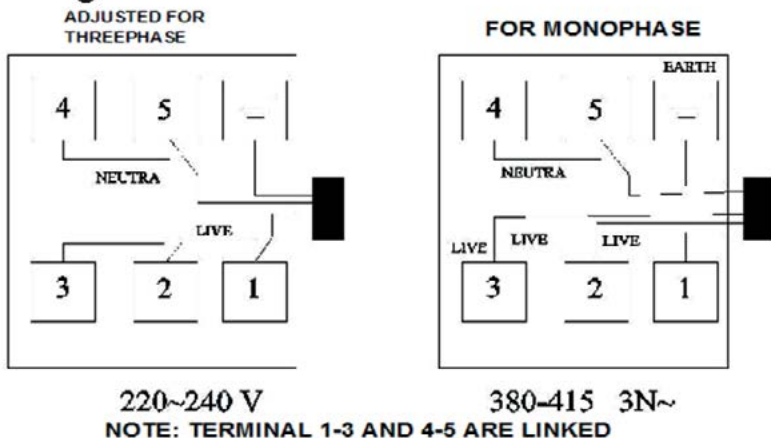 ADJUSTED FOR
THREEPHASE
FOR MONOPHASE
4 5
NEUTRA
LIVE
3 2 1
EARTH
4 5
NEUTRA
LIVE LIVE LIVE
3 2 1
220~240 V
380-415 3N~
NOTE: TERMINAL 1-3 AND 4-5 ARE LINKED